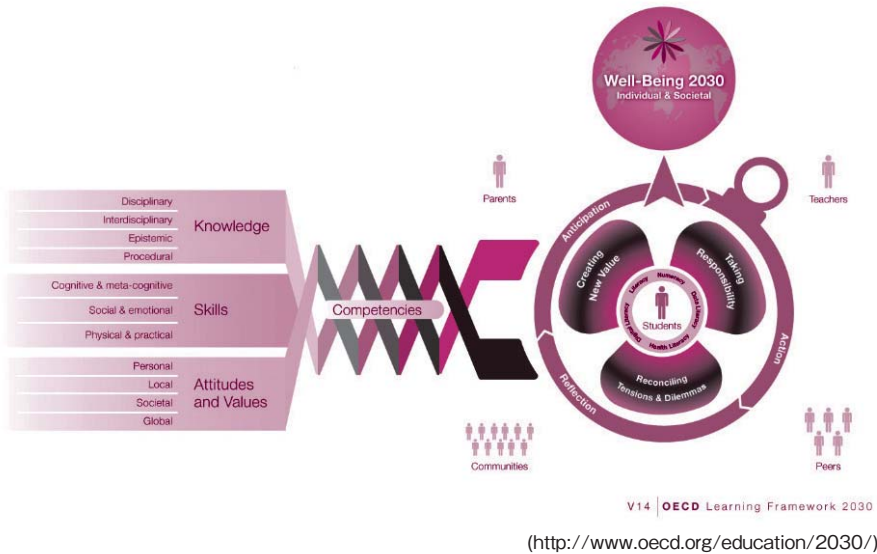 Well-Being 2030
Individual & Societal
Parents
Teachers
Disciplinary
Interdisciplinary
Epistemic
Procedural
Knowledge
Cognitive & meta-cognitive
Social & emotional
Physical & practical
Skills
Personal
Local
Societal
Global
Attitudes
and Values
Competencies
Anticipation
Action
Reflection
Creating
New Value
Taking
Responsibility
Reconciling
Tensions & Dilemmas
Literacy
Numeracy
Data Literacy
Health Literacy
Digital Literacy
Students
Communities
Peers
V14 | OECD Learning Framework 2030
(http://www.oecd.org/education/2030/)